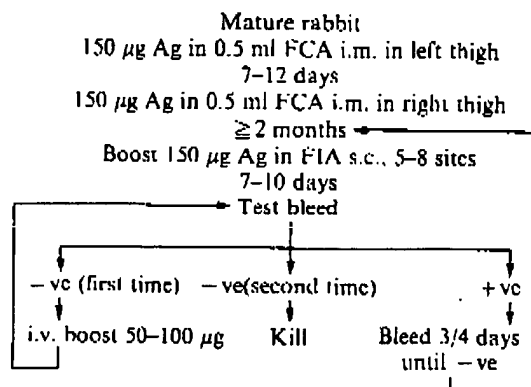 Mature rabbit
150 µg Ag in 0.5 ml FCA i.m. in left thigh
7–12 days
150 µg Ag in 0.5 ml FCA i.m. in right thigh
≧ 2 months
Boost 150 µg Ag in FIA s.c., 5–8 sites
7–10 days
Test bleed
– ve (first time) – ve(second time) + ve
i.v. boost 50–100 µg Kill Bleed 3/4 days
until – ve